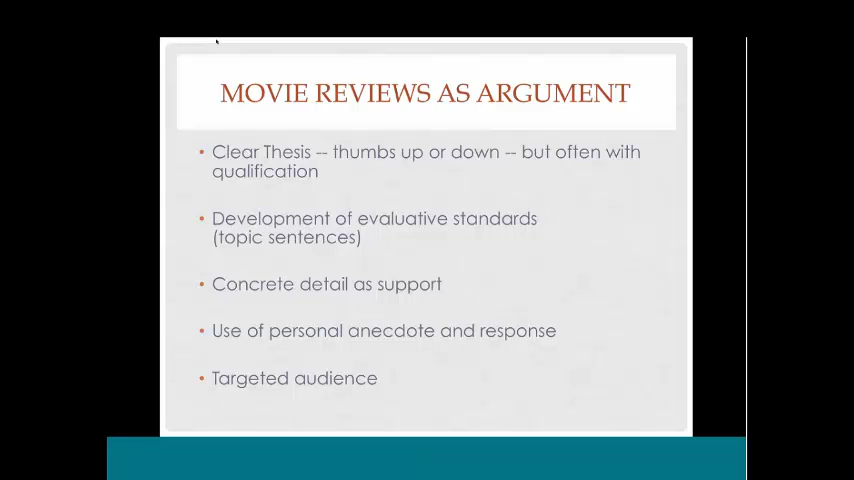 MOVIE REVIEWS AS ARGUMENT
• Clear Thesis -- thumbs up or down -- but often with
qualification
• Development of evaluative standards
(topic sentences)
• Concrete detail as support
• Use of personal anecdote and response
• Targeted audience